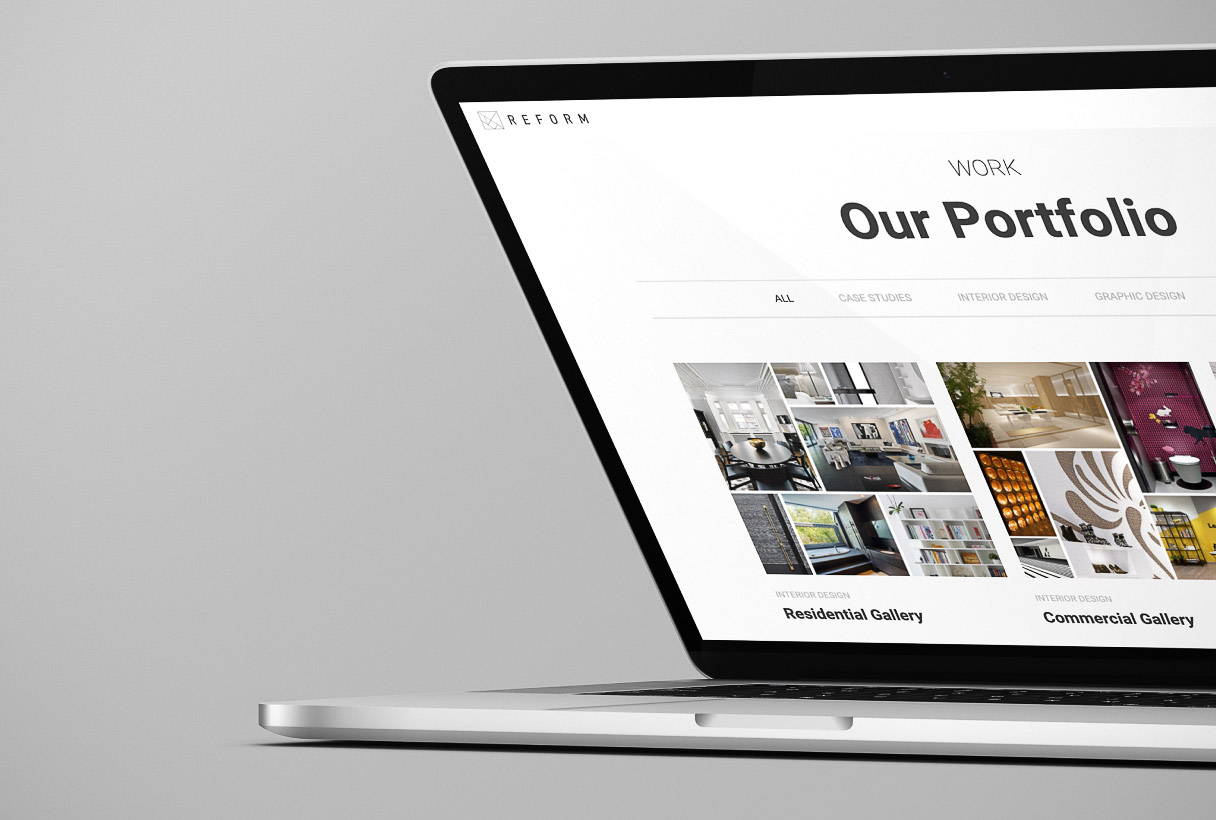 REFORM
WORK
Our Portfolio
ALL CASE STUDIES INTERIOR DESIGN GRAPHIC DESIGN
INTERIOR DESIGN
Residential Gallery
INTERIOR DESIGN
Commercial Gallery